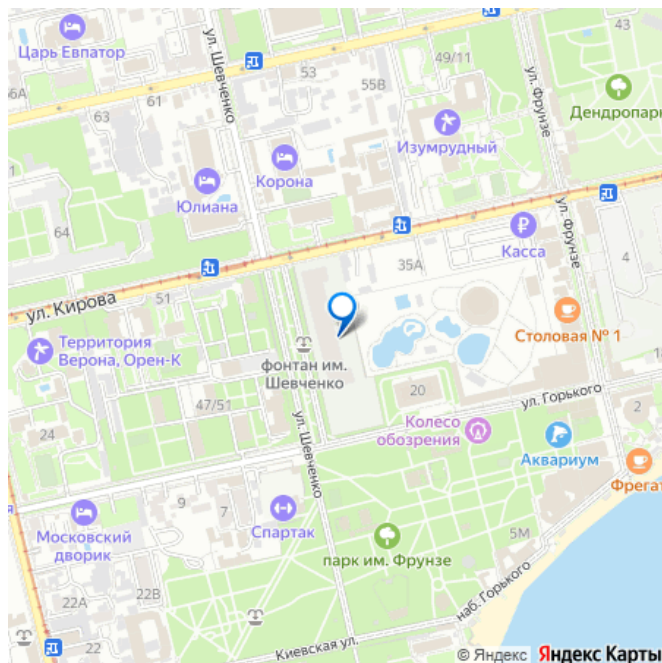 Царь Евпатор
ул. Шевченко
53
49/11
43
55В
56А
61
63
ул. Фрунзе
Дендропарк
Изумрудный
Корона
Юлиана
64
ул. Фрунзе
Касса
35А
4
ул. Кирова
51
Столовая № 1
Территория
Верона, Орен-К
фонтан им.
Шевченко
20
ул. Горького
47/51
24
ул. Шевченко
Колесо
обозрения
2
Аквариум
Фрегат
9
7
Московский
дворик
Спартак
5М
парк им. Фрунзе
наб. Горького
22А
22В
22
Киевская ул.
© Яндекс Яндекс Карты